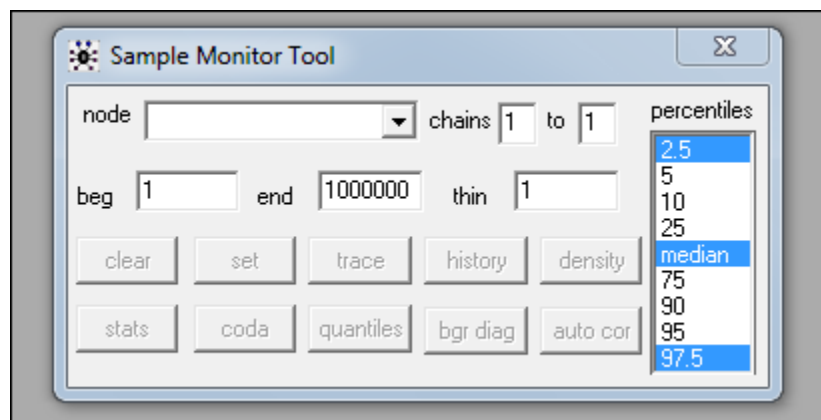 Sample Monitor Tool
node chains 1 to 1 percentiles
beg 1 end 1000000 thin 1
clear set trace history density
stats coda quantiles bgr diag auto cor
2.5
5
10
25
median
75
90
95
97.5